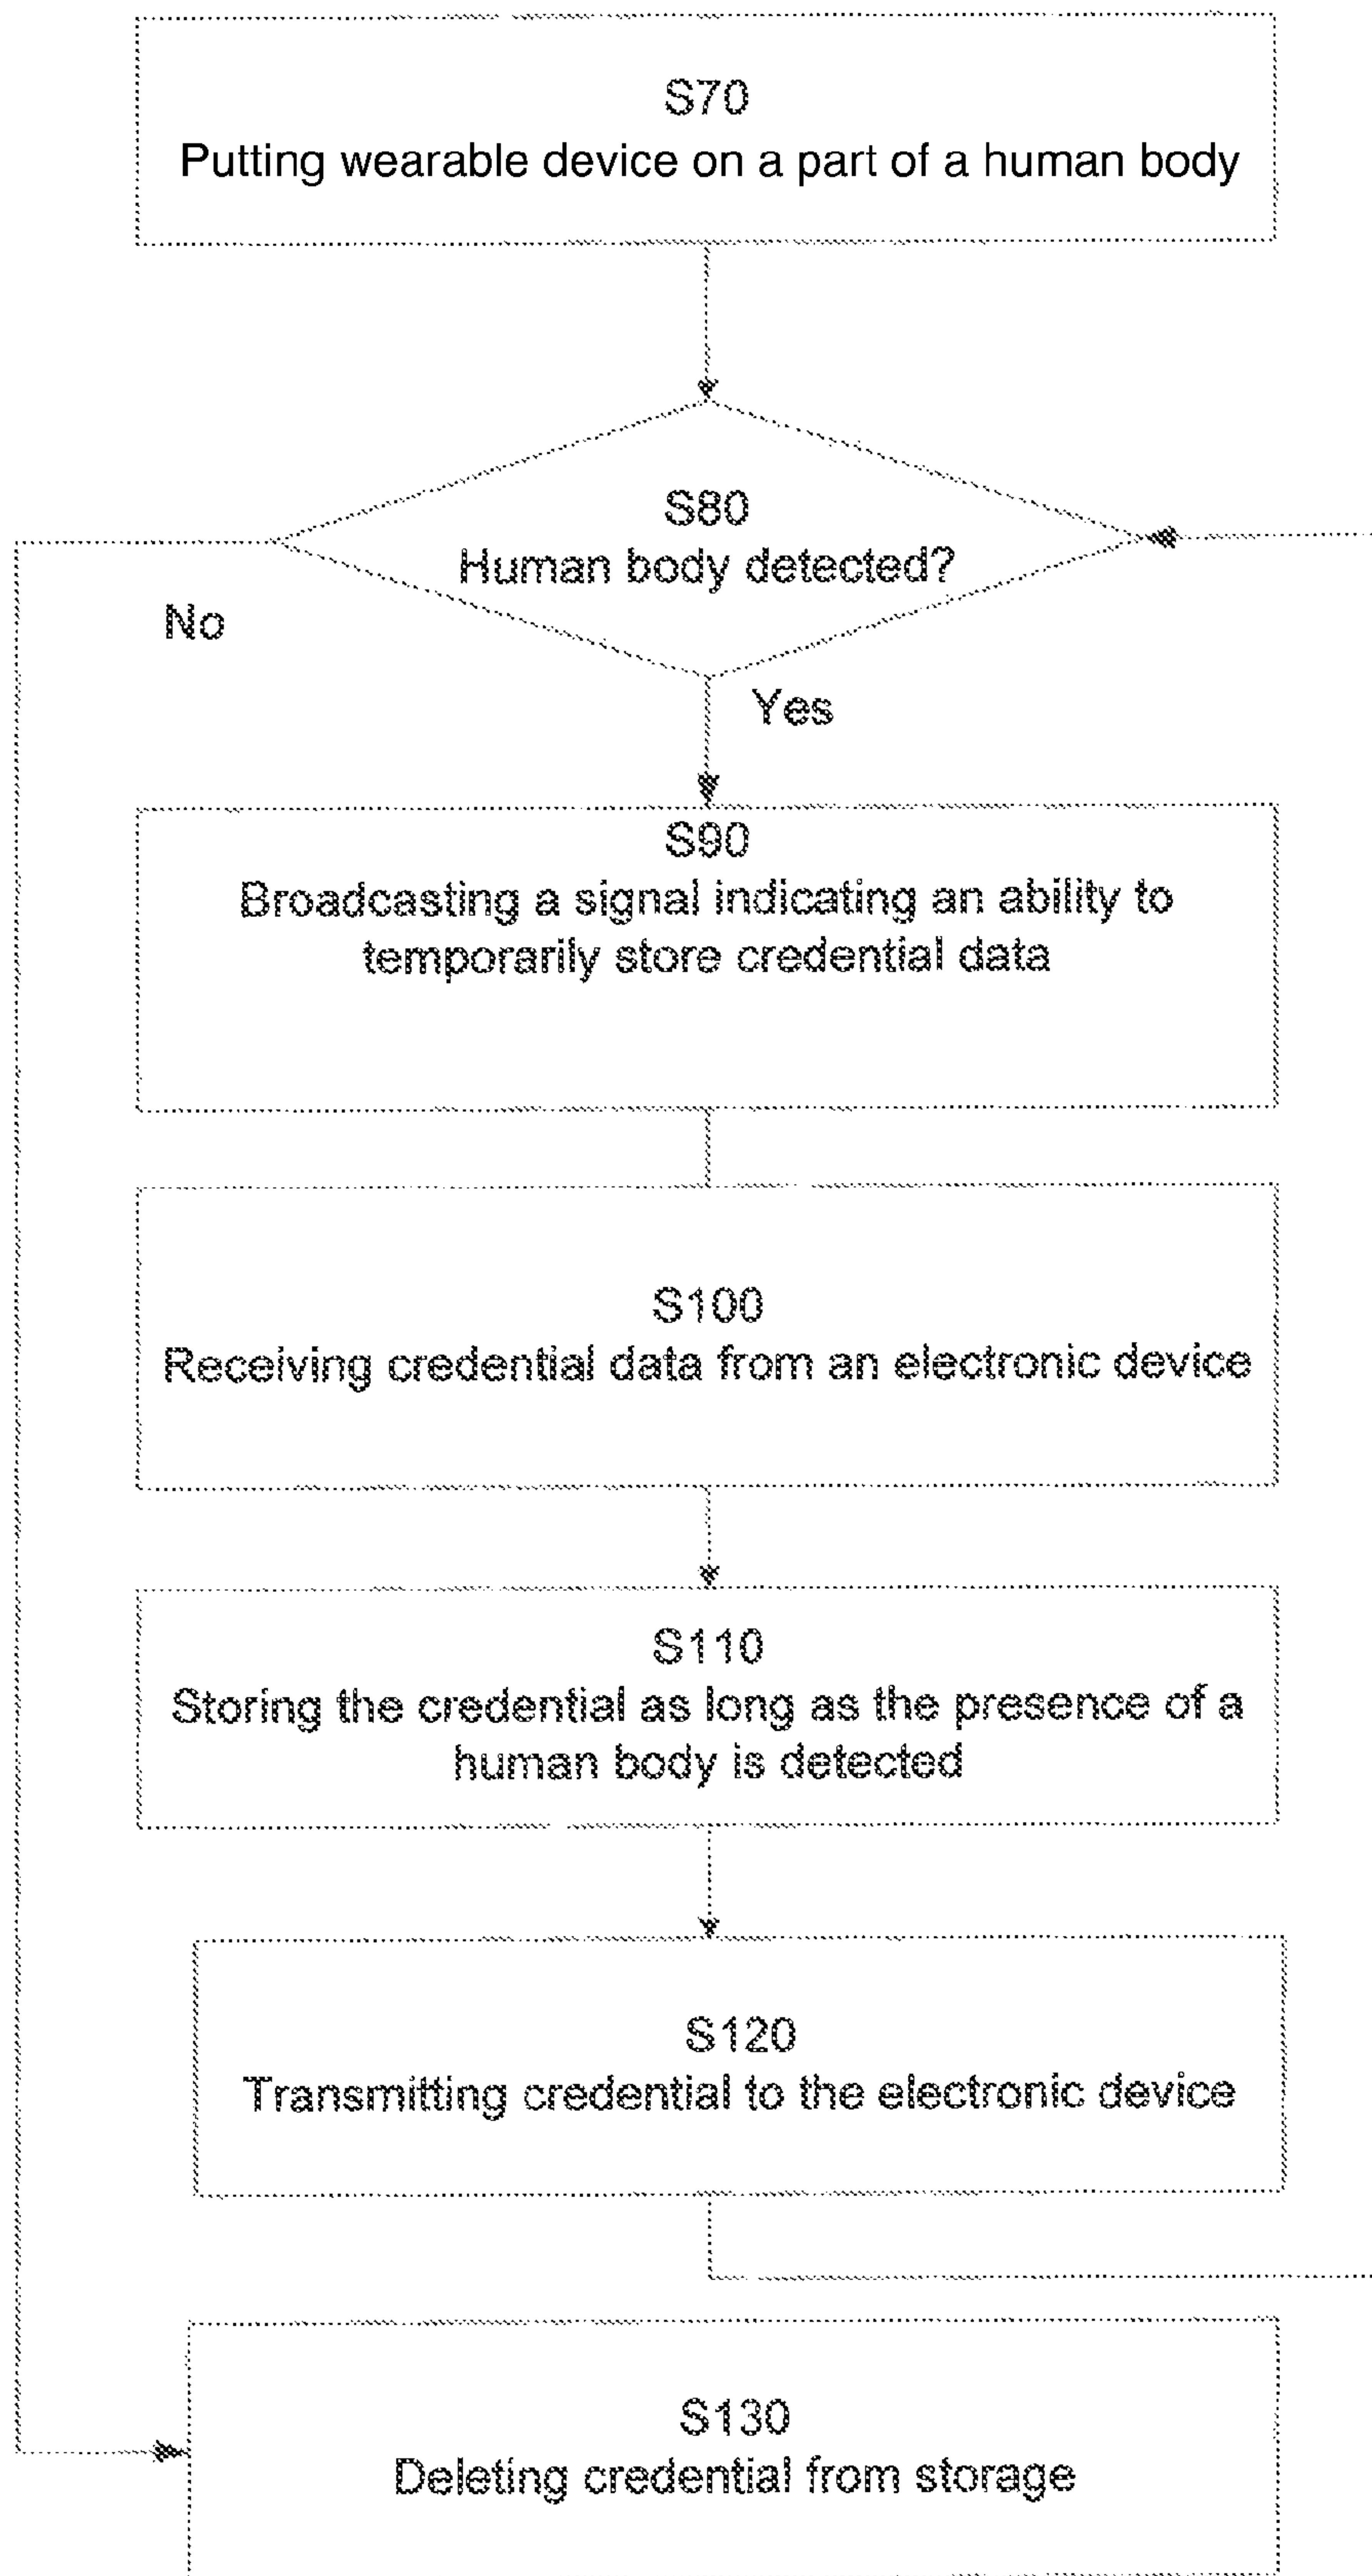 S70
Putting wearable device on a part of a human body
S80
Human body detected?
No
Yes
S90
Broadcasting a signal indicating an ability to
temporarily store credential data
S100
Receiving credential data from an electronic device
S110
Storing the credential as long as the presence of a
human body is detected
S120
Transmitting credential to the electronic device
S130
Deleting credential from storage